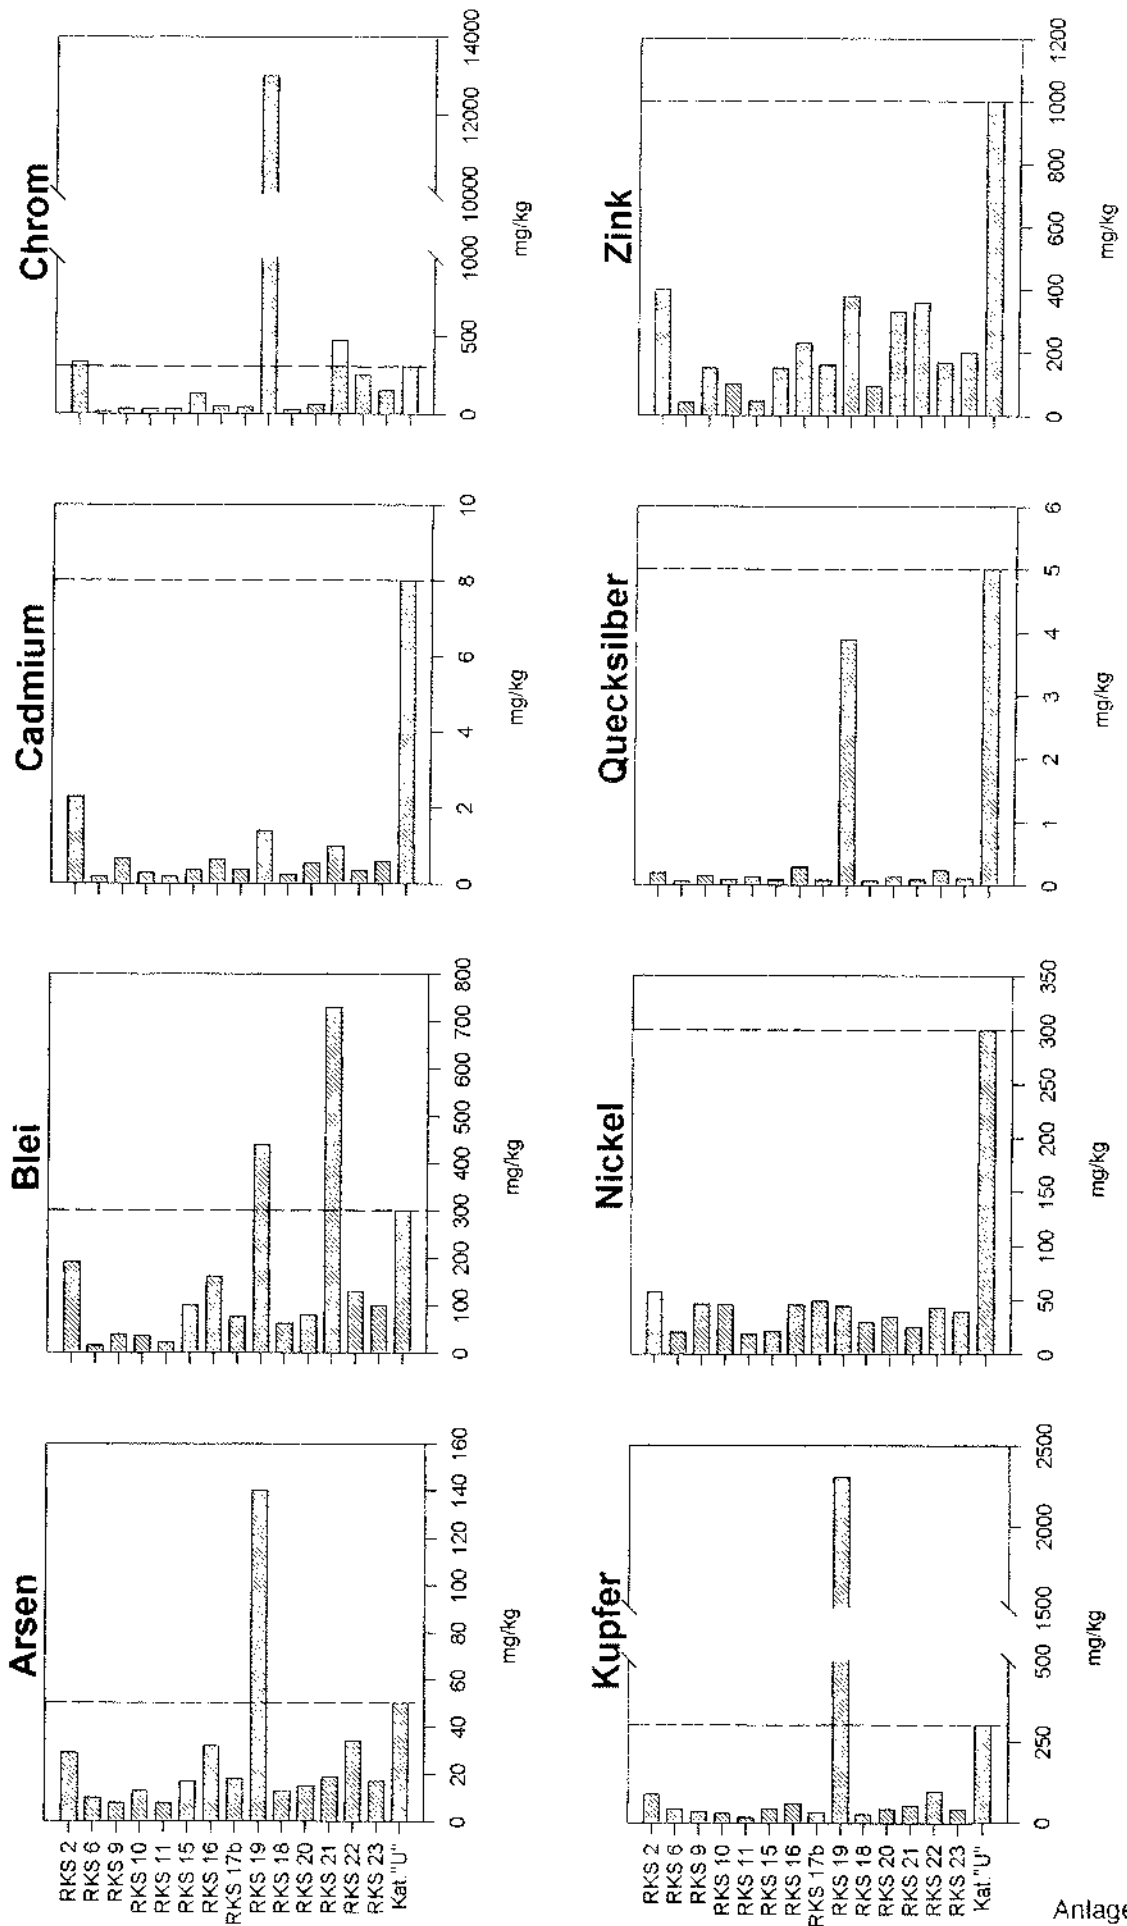 Arsen
RKS 2
RKS 6
RKS 9
RKS 10
RKS 11
RKS 15
RKS 16
RKS 17b
RKS 19
RKS 18
RKS 20
RKS 21
RKS 22
RKS 23
Kat."U"
0 20 40 60 80 100 120 140 160
mg/kg
Blei
0 100 200 300 400 500 600 700 800
mg/kg
Cadmium
0 2 4 6 8 10
mg/kg
Chrom
0 500 1000 10000 12000 14000
mg/kg
Kupfer
RKS 2
RKS 6
RKS 9
RKS 10
RKS 11
RKS 15
RKS 16
RKS 17b
RKS 19
RKS 18
RKS 20
RKS 21
RKS 22
RKS 23
Kat."U"
0 250 500 1500 2000 2500
mg/kg
Nickel
0 50 100 150 200 250 300 350
mg/kg
Quecksilber
0 1 2 3 4 5 6
mg/kg
Zink
0 200 400 600 800 1000 1200
mg/kg
Anlage